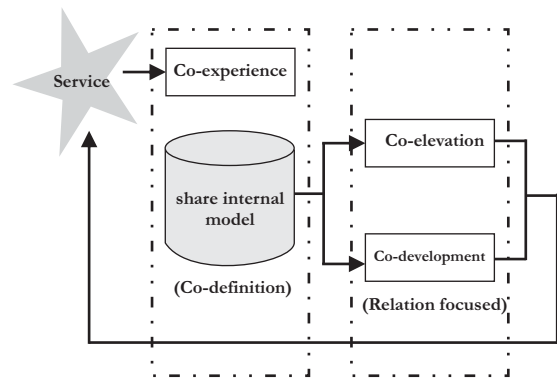 Service
Co-experience
share internal
model
(Co-definition)
Co-elevation
Co-development
(Relation focused)